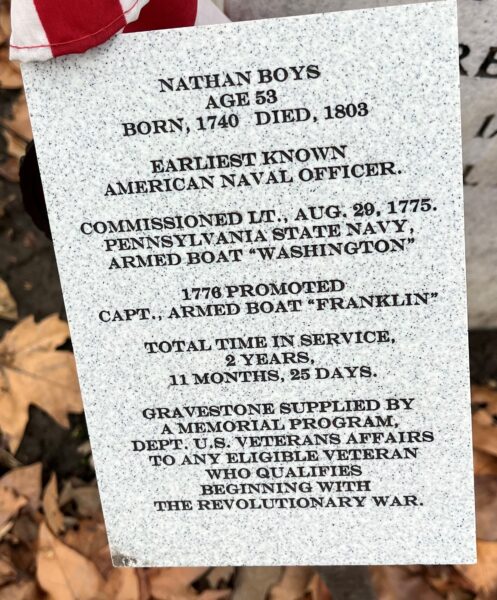 NATHAN BOYS
AGE 53
BORN, 1740 DIED, 1803
EARLIEST KNOWN
AMERICAN NAVAL OFFICER.
COMMISSIONED LT., AUG. 29, 1775.
PENNSYLVANIA STATE NAVY,
ARMED BOAT “WASHINGTON”
1776 PROMOTED
CAPT., ARMED BOAT “FRANKLIN”
TOTAL TIME IN SERVICE,
2 YEARS,
11 MONTHS, 25 DAYS.
GRAVESTONE SUPPLIED BY
A MEMORIAL PROGRAM,
DEPT. U.S. VETERANS AFFAIRS
TO ANY ELIGIBLE VETERAN
WHO QUALIFIES
BEGINNING WITH
THE REVOLUTIONARY WAR.